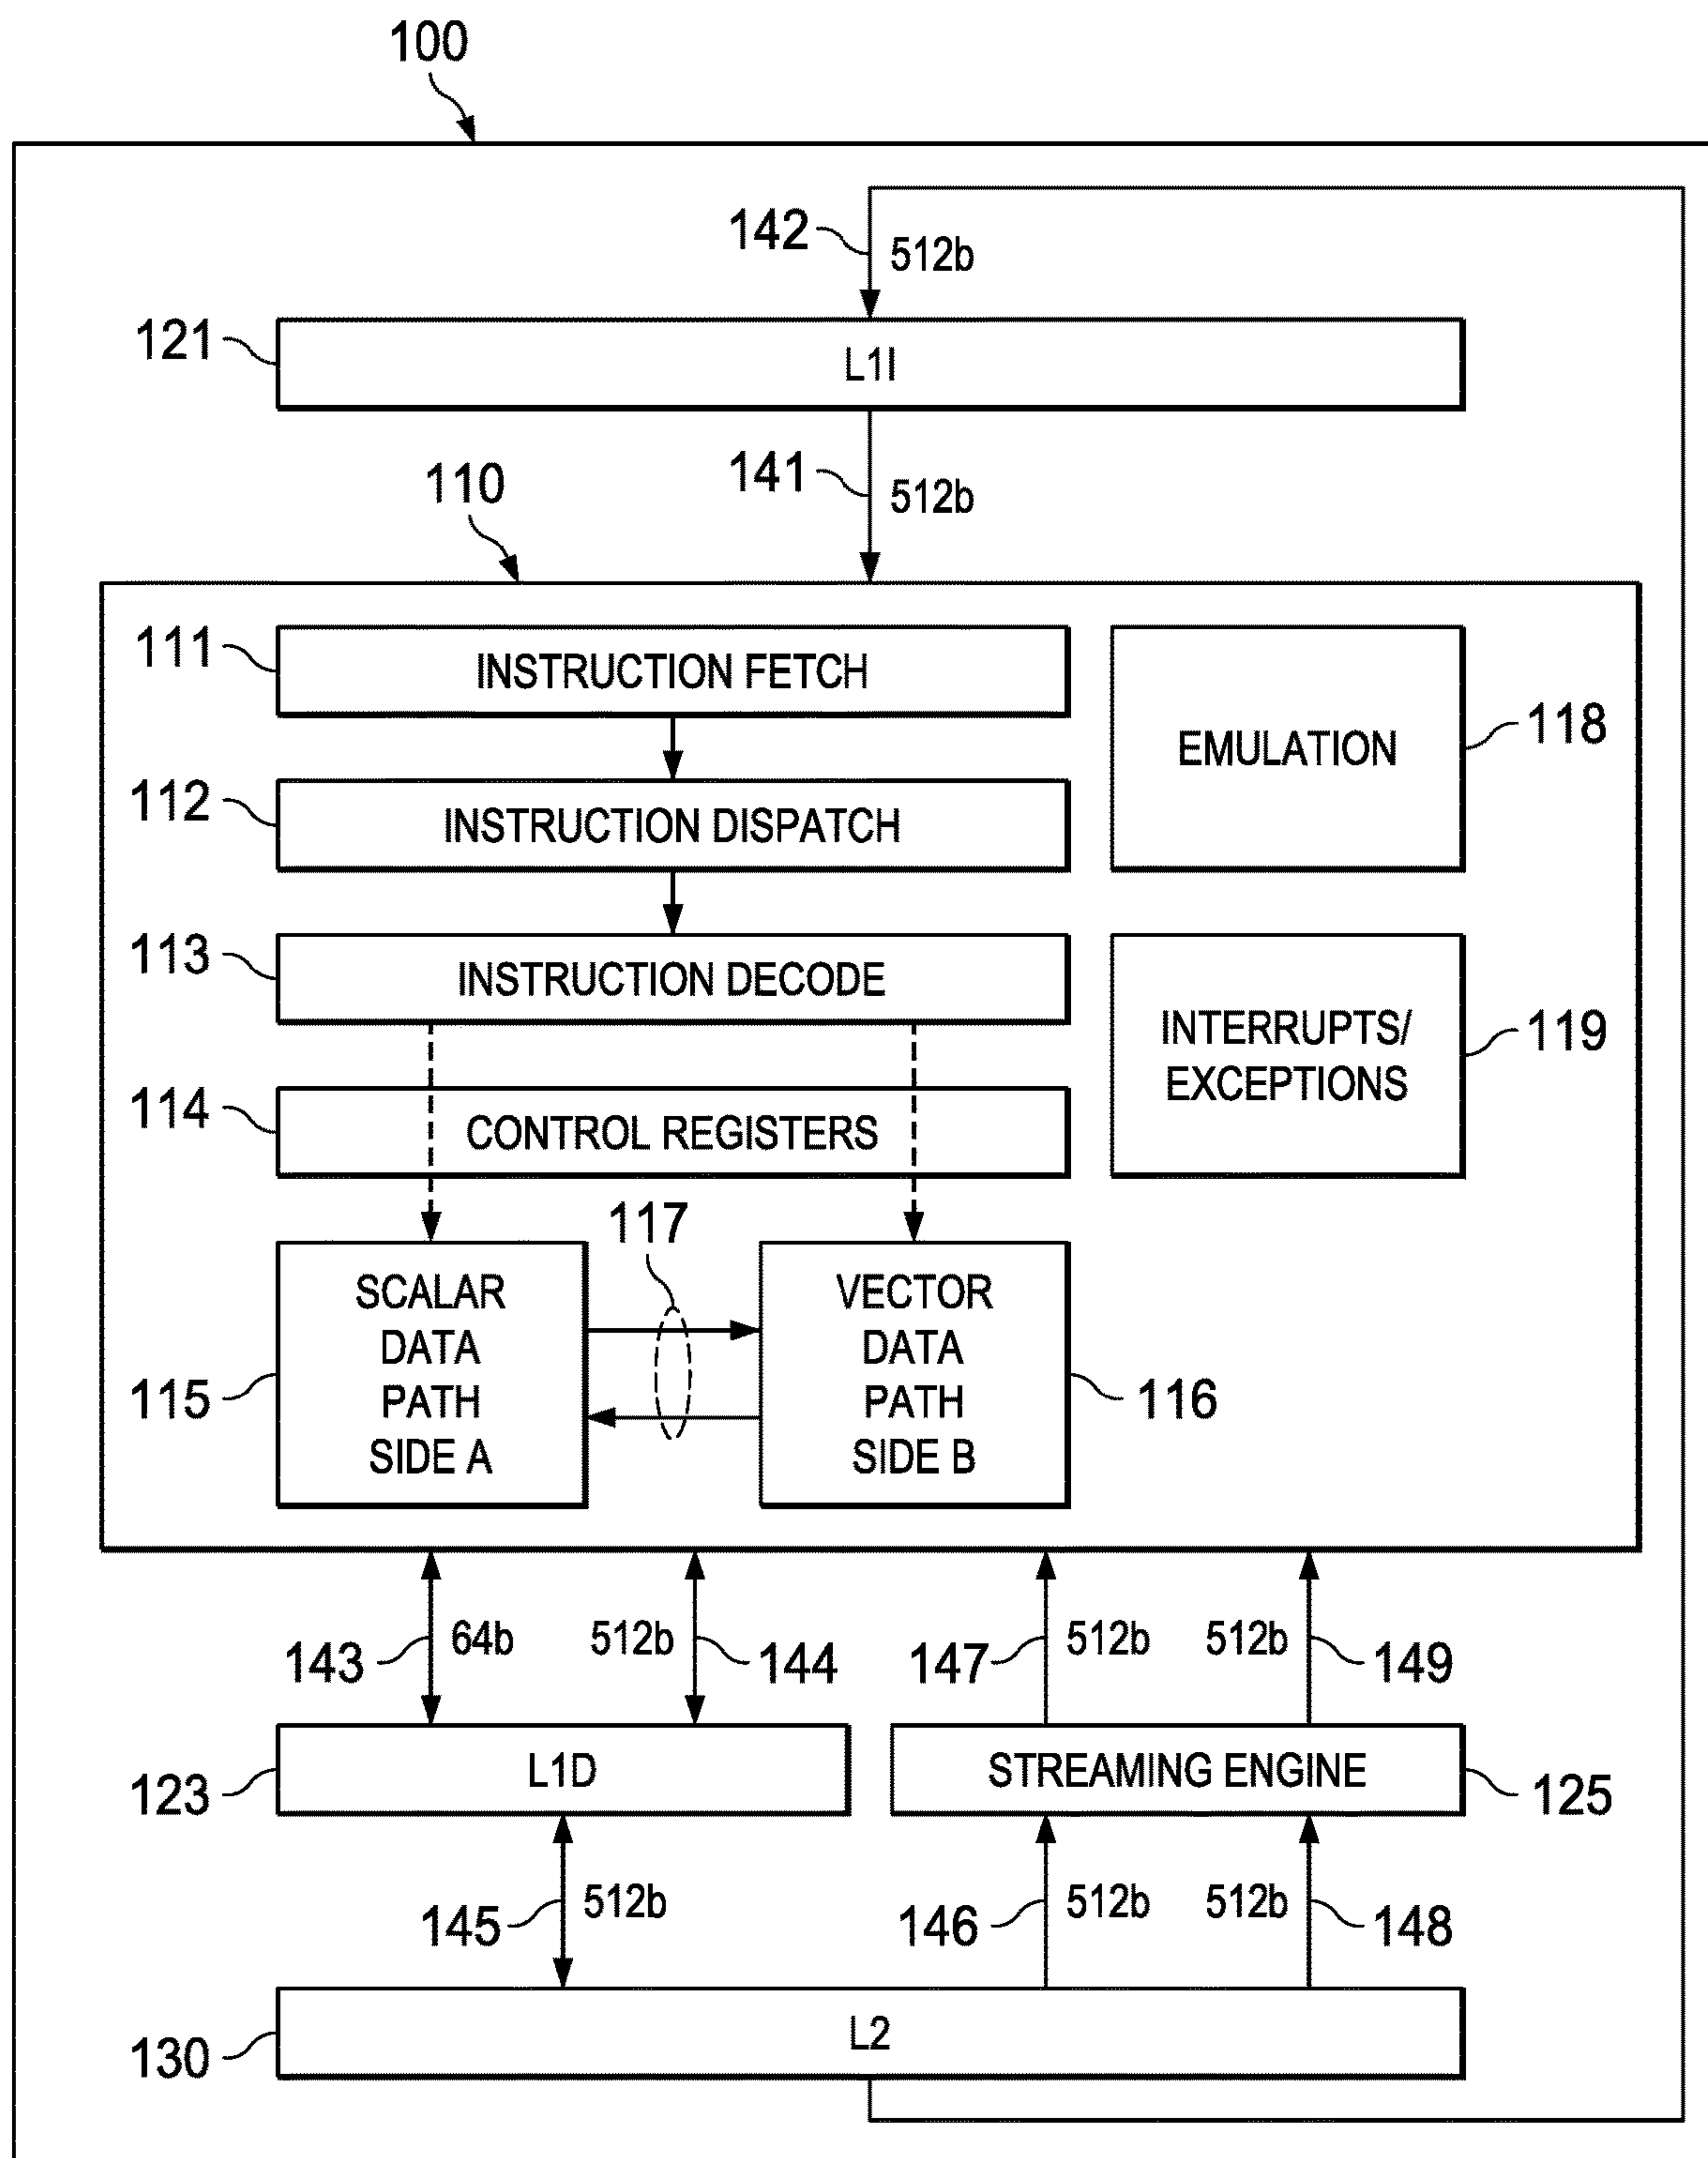 100
142
512b
121
L1I
141
512b
110
111
INSTRUCTION FETCH
EMULATION
118
112
INSTRUCTION DISPATCH
113
INSTRUCTION DECODE
INTERRUPTS/
EXCEPTIONS
119
114
CONTROL REGISTERS
117
SCALAR
DATA
PATH
SIDE A
115
VECTOR
DATA
PATH
SIDE B
116
143
64b
512b
144
147
512b
512b
149
123
L1D
STREAMING ENGINE
125
145
512b
146
512b
512b
148
130
L2